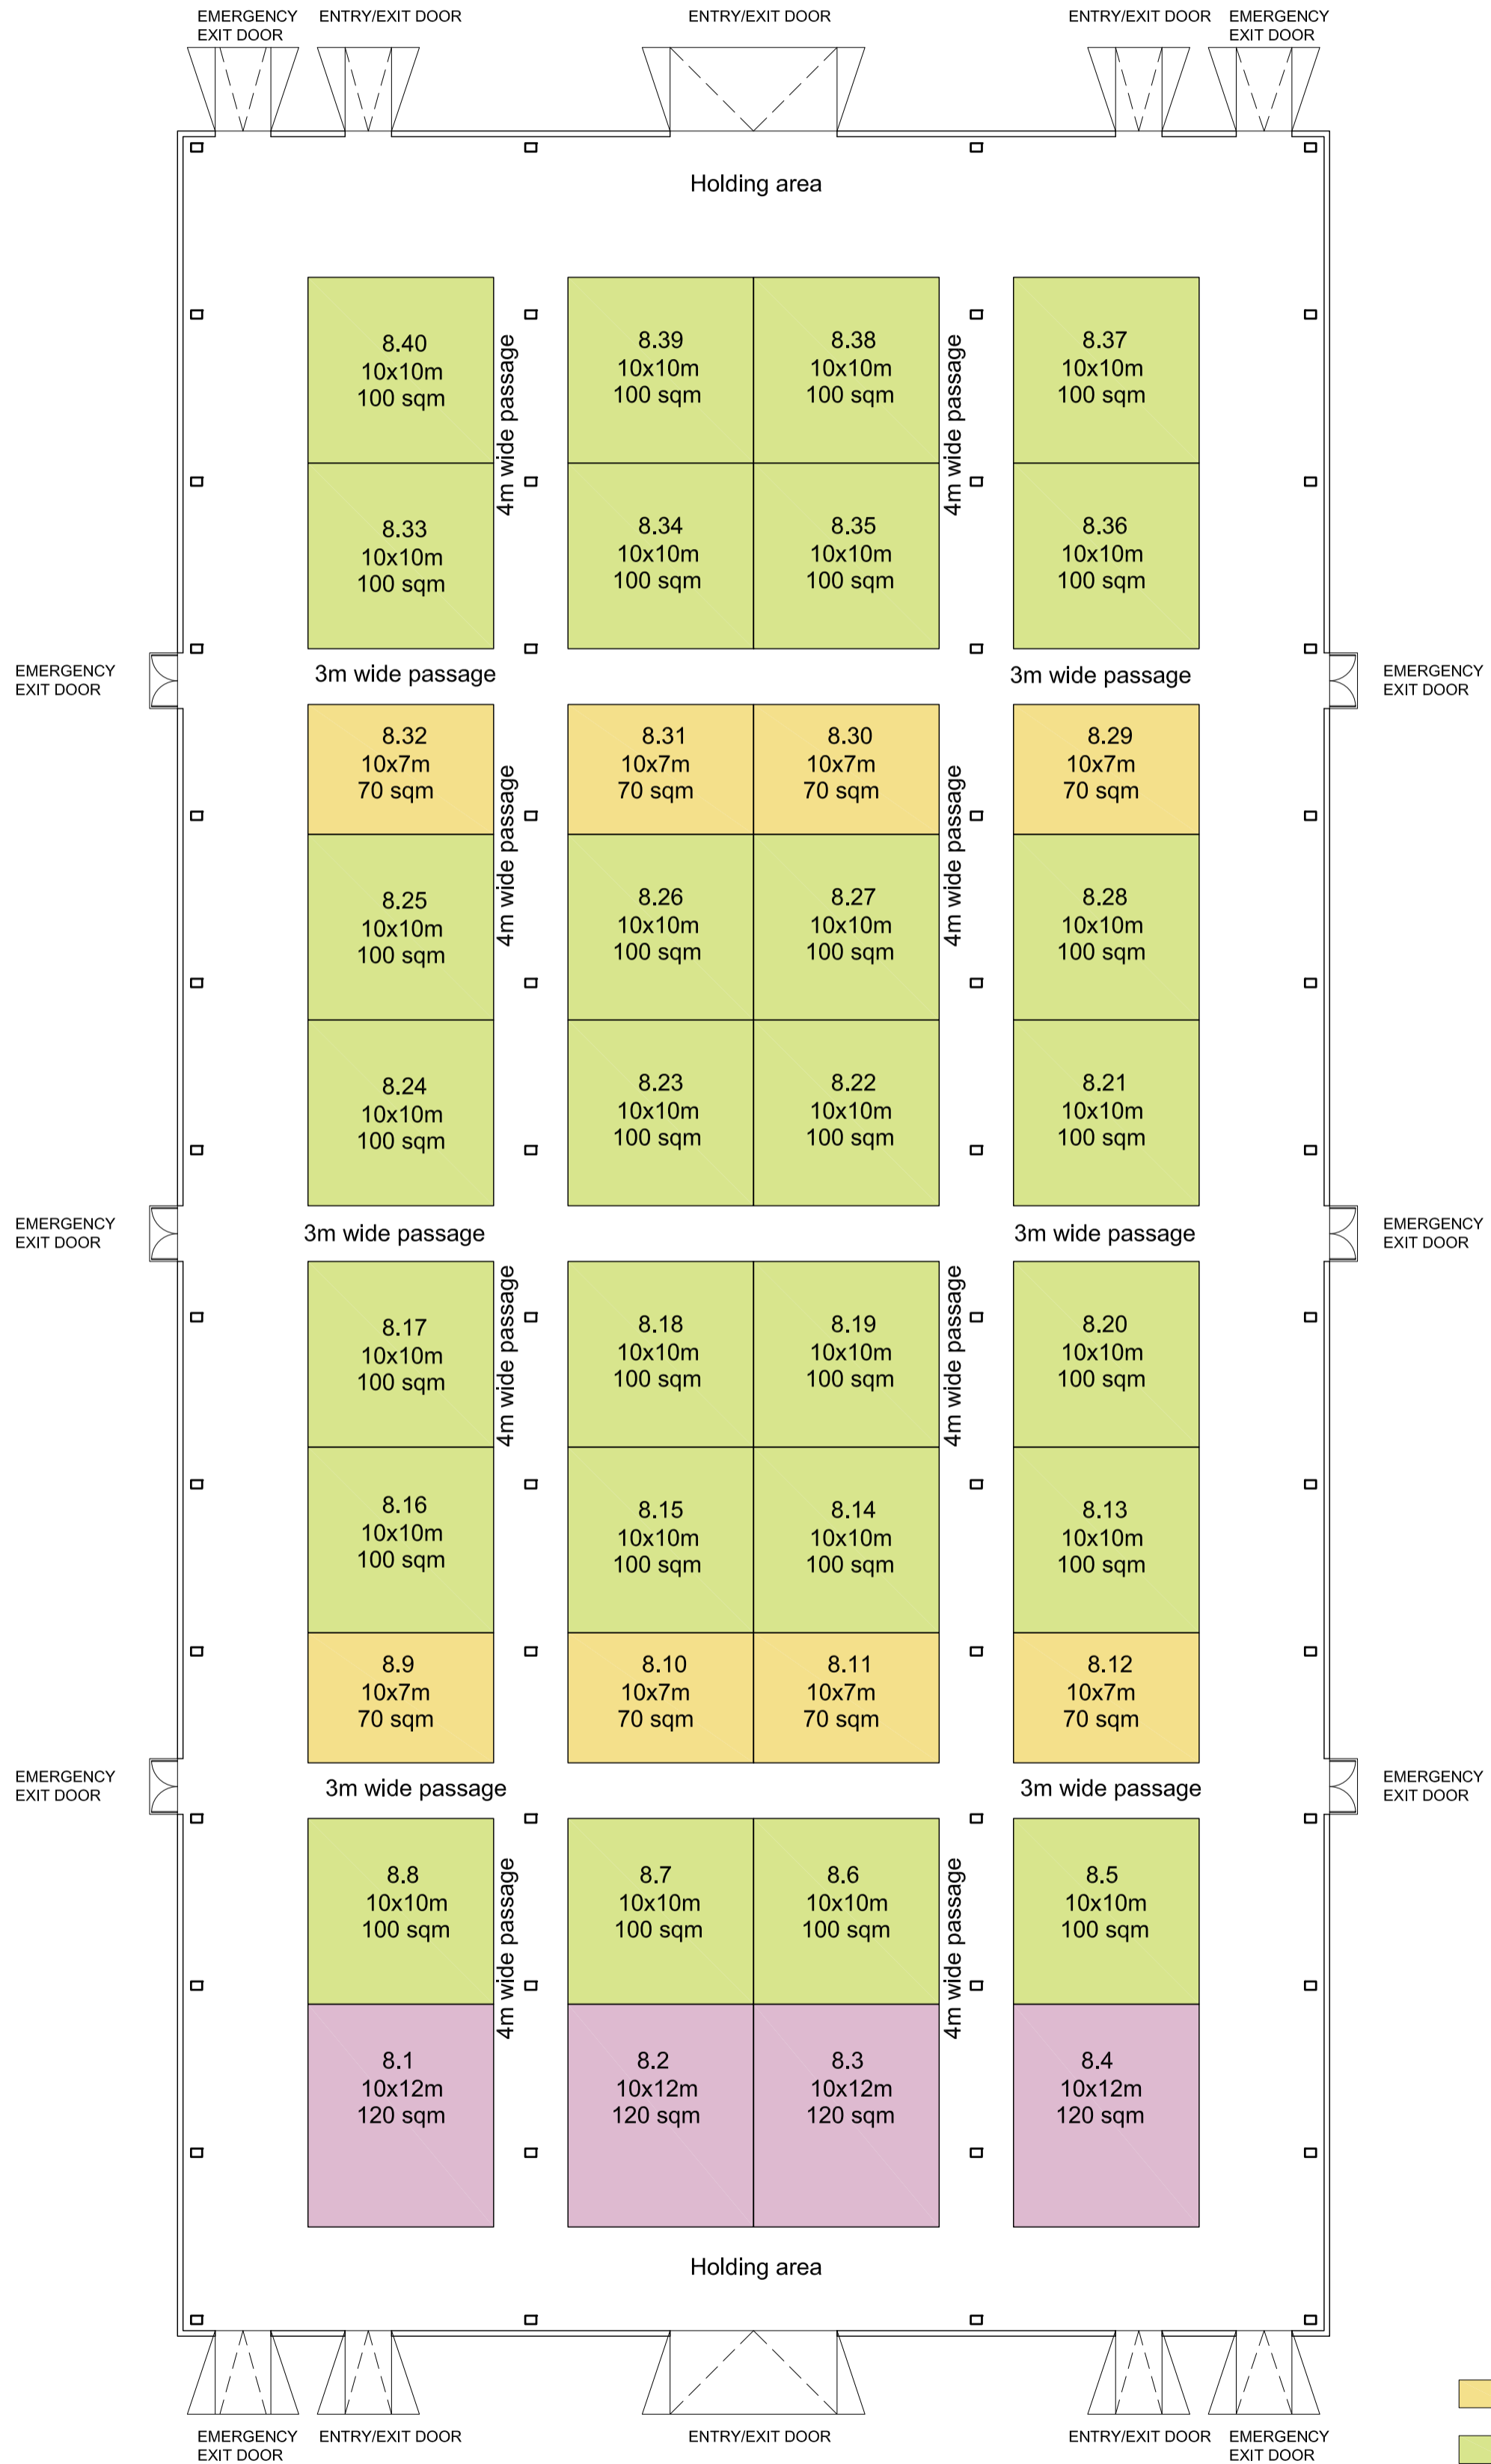 EMERGENCY
EXIT DOOR
ENTRY/EXIT DOOR
ENTRY/EXIT DOOR
ENTRY/EXIT DOOR
EMERGENCY
EXIT DOOR
Holding area
8.40
10x10m
100 sqm
4m wide passage
8.39
10x10m
100 sqm
8.38
10x10m
100 sqm
4m wide passage
8.37
10x10m
100 sqm
8.33
10x10m
100 sqm
8.34
10x10m
100 sqm
8.35
10x10m
100 sqm
8.36
10x10m
100 sqm
EMERGENCY
EXIT DOOR
3m wide passage
3m wide passage
EMERGENCY
EXIT DOOR
8.32
10x7m
70 sqm
4m wide passage
8.31
10x7m
70 sqm
8.30
10x7m
70 sqm
4m wide passage
8.29
10x7m
70 sqm
8.25
10x10m
100 sqm
8.26
10x10m
100 sqm
8.27
10x10m
100 sqm
8.28
10x10m
100 sqm
8.24
10x10m
100 sqm
8.23
10x10m
100 sqm
8.22
10x10m
100 sqm
8.21
10x10m
100 sqm
EMERGENCY
EXIT DOOR
3m wide passage
3m wide passage
EMERGENCY
EXIT DOOR
8.17
10x10m
100 sqm
4m wide passage
8.18
10x10m
100 sqm
8.19
10x10m
100 sqm
4m wide passage
8.20
10x10m
100 sqm
8.16
10x10m
100 sqm
8.15
10x10m
100 sqm
8.14
10x10m
100 sqm
8.13
10x10m
100 sqm
8.9
10x7m
70 sqm
8.10
10x7m
70 sqm
8.11
10x7m
70 sqm
8.12
10x7m
70 sqm
EMERGENCY
EXIT DOOR
3m wide passage
3m wide passage
EMERGENCY
EXIT DOOR
8.8
10x10m
100 sqm
4m wide passage
8.7
10x10m
100 sqm
8.6
10x10m
100 sqm
4m wide passage
8.5
10x10m
100 sqm
8.1
10x12m
120 sqm
8.2
10x12m
120 sqm
8.3
10x12m
120 sqm
8.4
10x12m
120 sqm
Holding area
EMERGENCY
EXIT DOOR
ENTRY/EXIT DOOR
ENTRY/EXIT DOOR
ENTRY/EXIT DOOR
EMERGENCY
EXIT DOOR